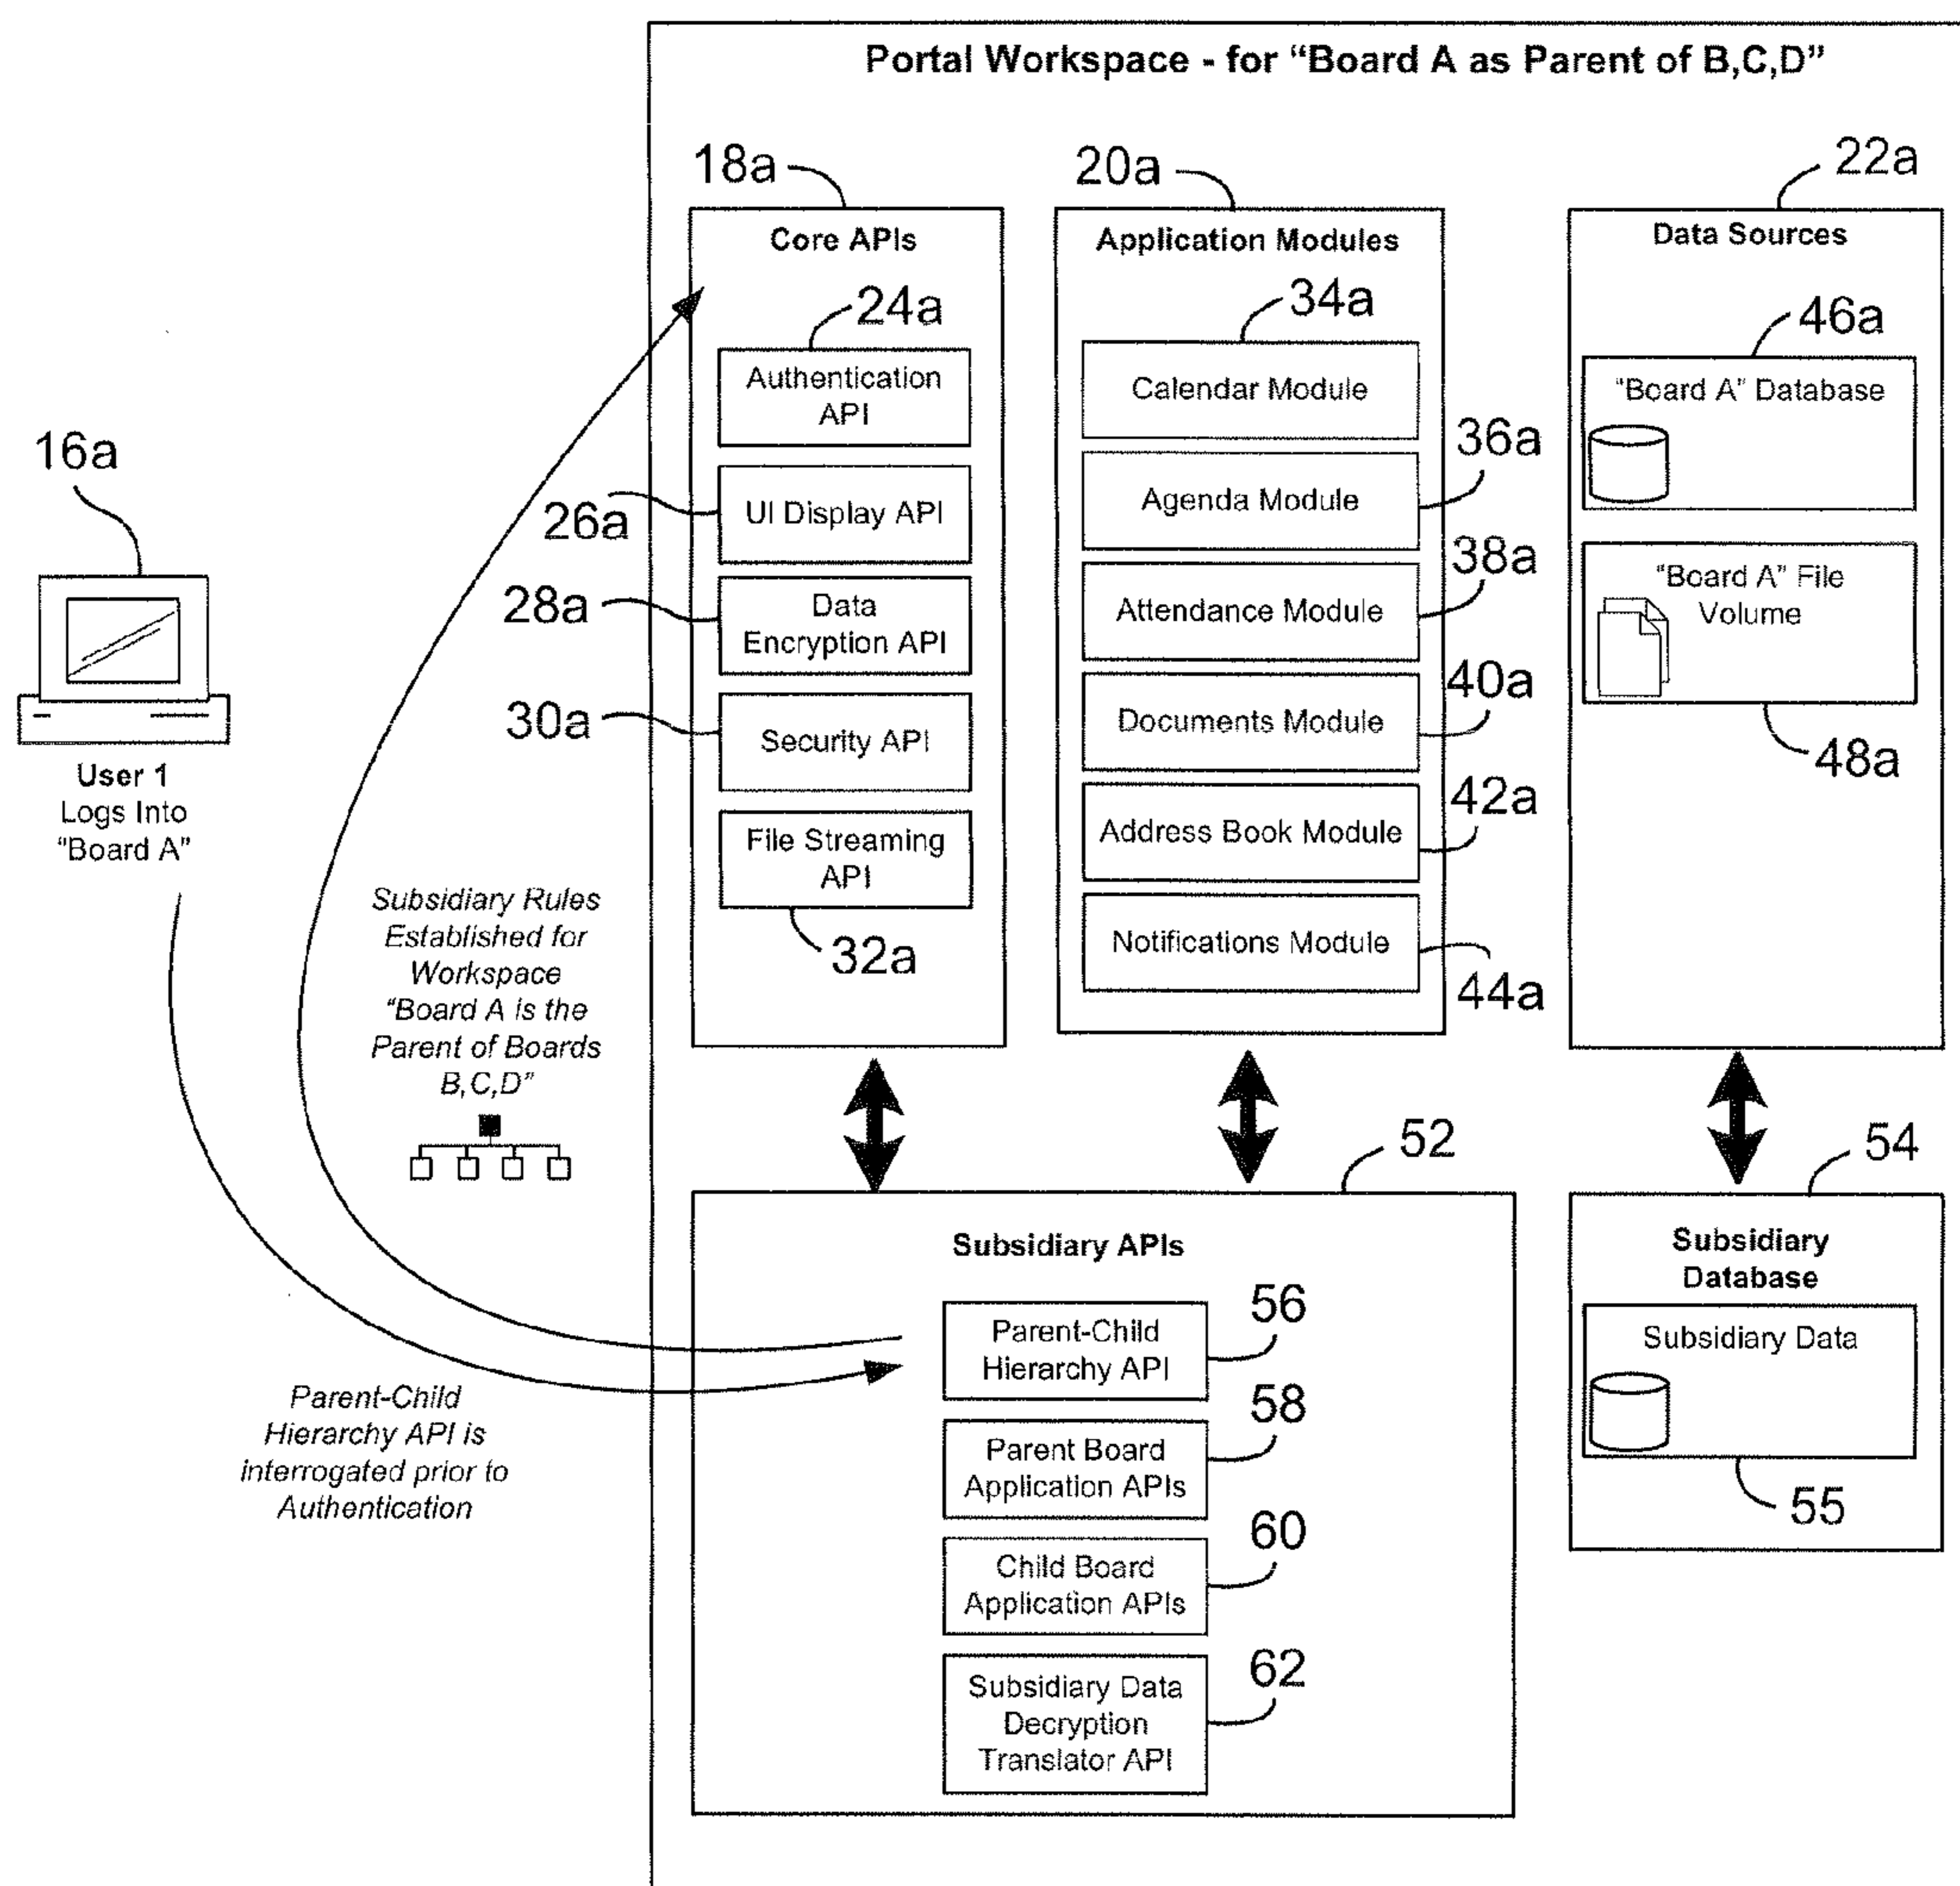 Portal Workspace - for “Board A as Parent of B,C,D”
18a
20a
22a
Core APIs
Application Modules
Data Sources
24a
34a
46a
Authentication
API
Calendar Module
“Board A” Database
16a
36a
26a
UI Display API
Agenda Module
38a
“Board A” File
Volume
28a
Data
Encryption API
Attendance Module
40a
30a
Security API
Documents Module
48a
User 1
Logs Into
“Board A”
42a
File Streaming
API
Address Book Module
32a
Notifications Module
44a
Subsidiary Rules
Established for
Workspace
“Board A is the
Parent of Boards
B,C,D”
52
54
Subsidiary APIs
Subsidiary
Database
56
Parent-Child
Hierarchy API
Subsidiary Data
58
Parent Board
Application APIs
55
Parent-Child
Hierarchy API is
interrogated prior to
Authentication
60
Child Board
Application APIs
62
Subsidiary Data
Decryption
Translator API